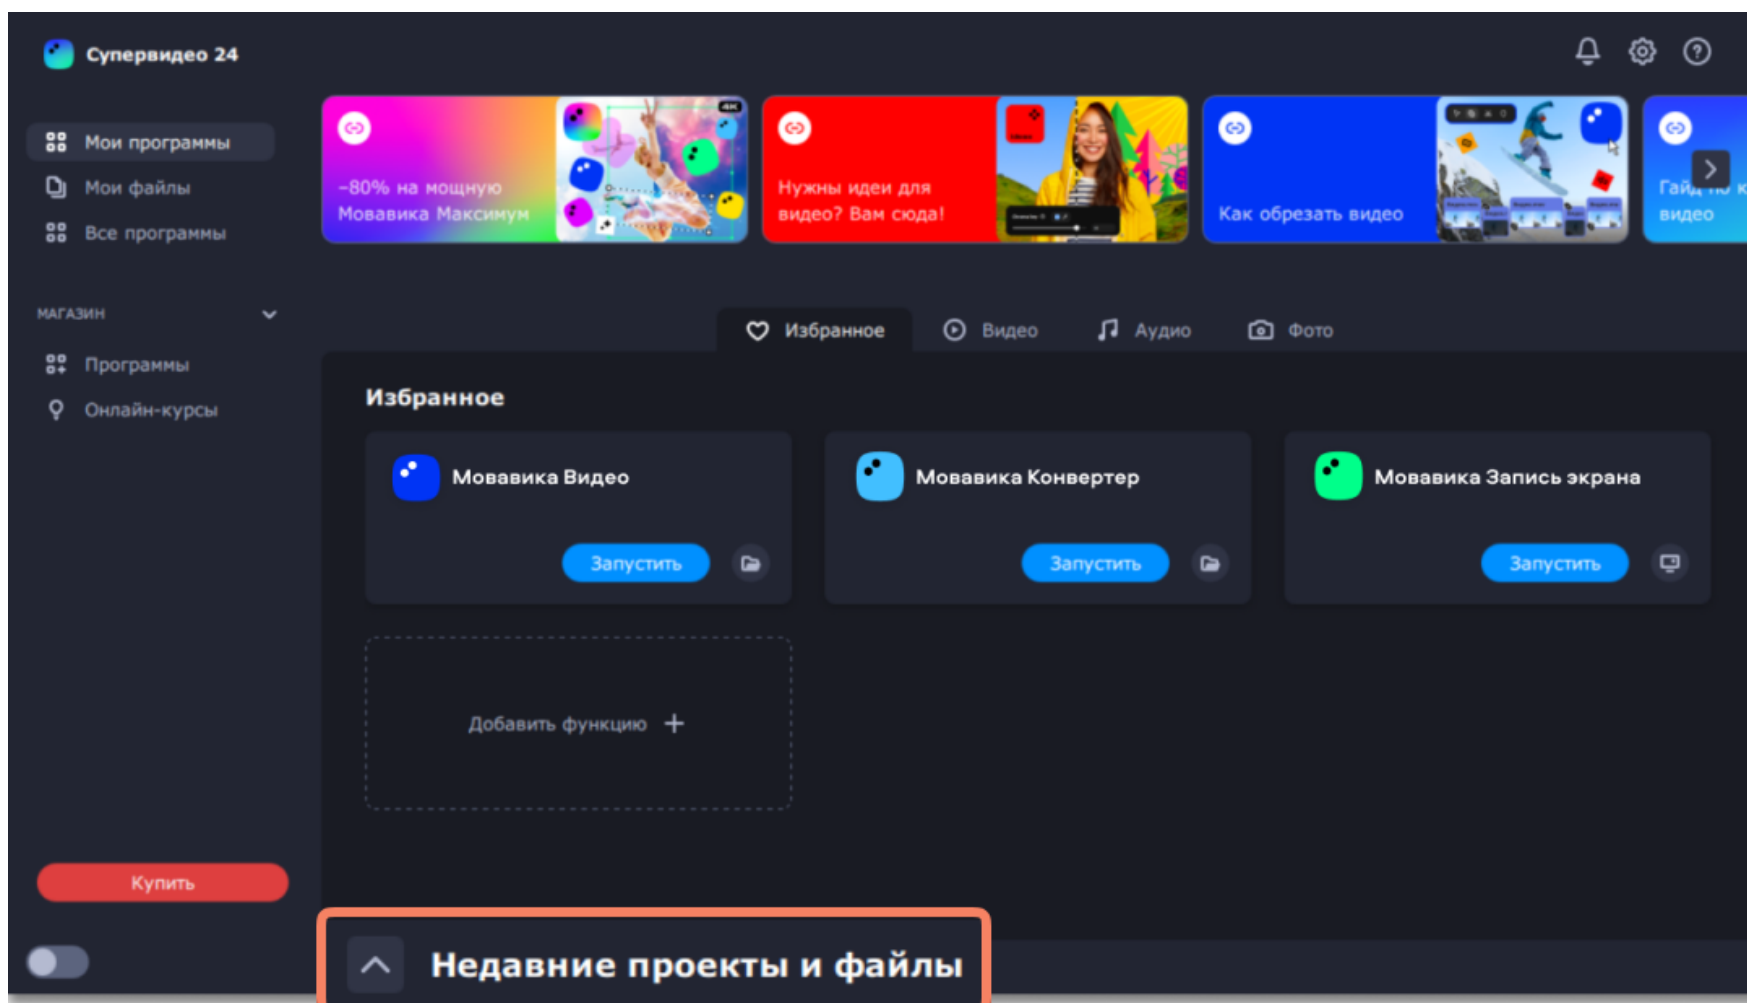 Супервидео 24
Мои программы
Мои файлы
Все программы
МАГАЗИН
Программы
Онлайн-курсы
Купить
4K
–80% на мощную
Мовавика Максимум
Нужны идеи для
видео? Вам сюда!
Как обрезать видео
Гайд по к
видео
Избранное
Видео
Аудио
Фото
Избранное
Мовавика Видео
Запустить
Мовавика Конвертер
Запустить
Мовавика Запись экрана
Запустить
Добавить функцию
Недавние проекты и файлы